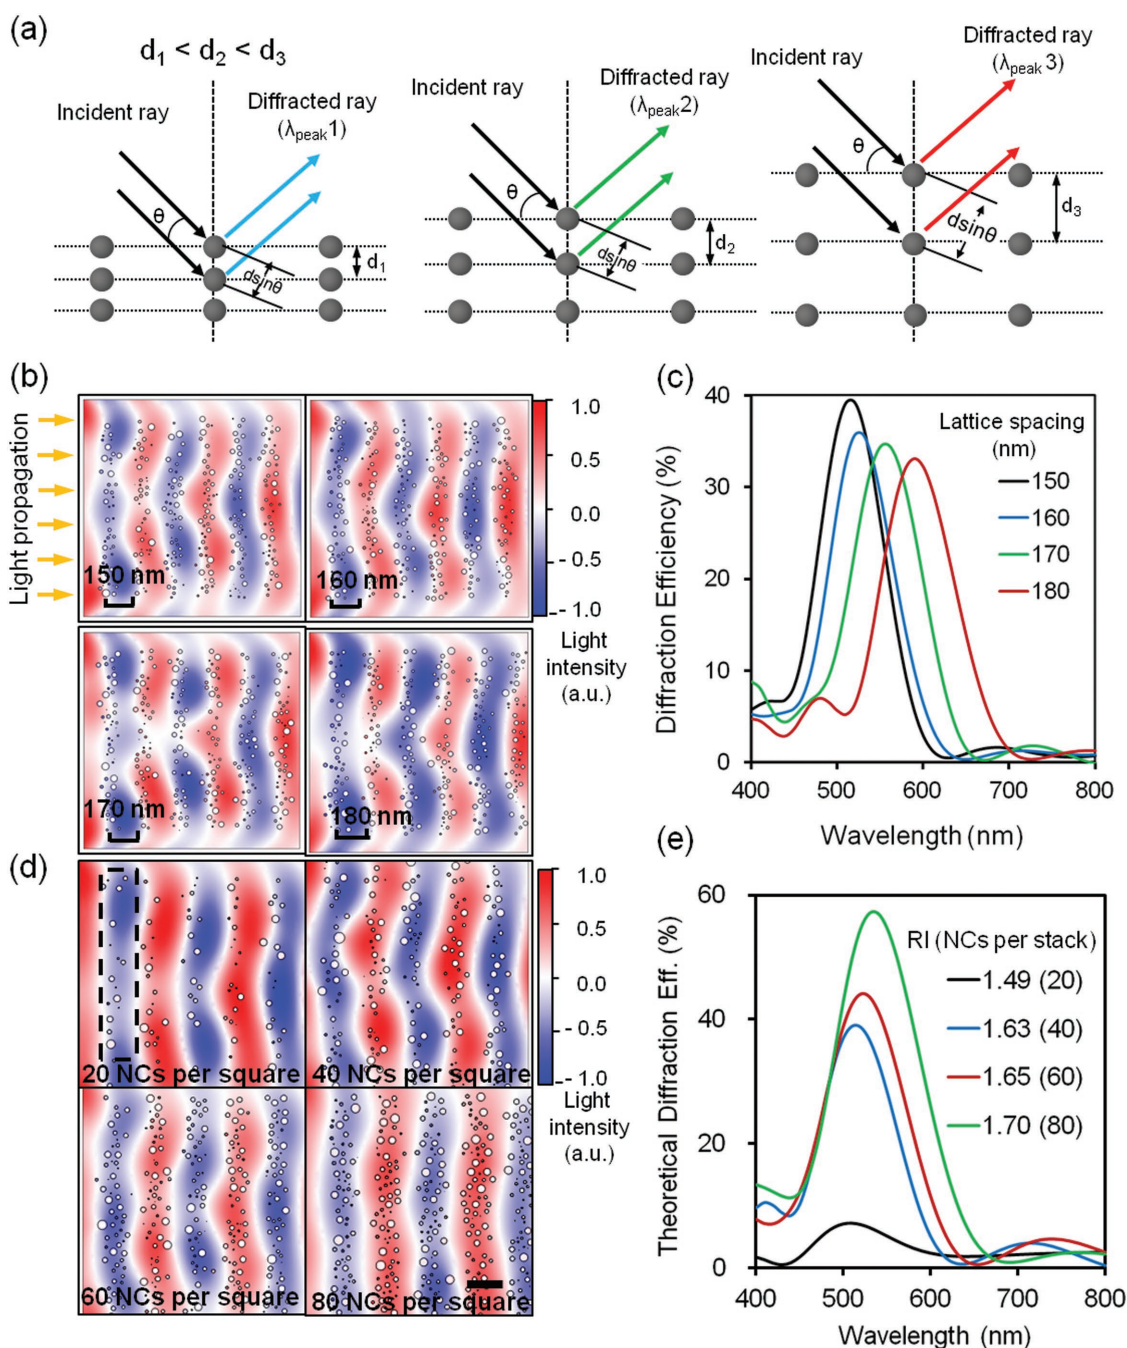 (a)
d1 < d2 < d3
Incident ray
Diffracted ray
(λpeak1)
θ
dsinθ
d1
Incident ray
Diffracted ray
(λpeak2)
θ
dsinθ
d2
Incident ray
Diffracted ray
(λpeak 3)
θ
dsinθ
d3
(b)
Light propagation
150 nm
160 nm
170 nm
180 nm
1.0
0.5
0.0
- 0.5
- 1.0
Light
intensity
(a.u.)
(c)
Diffraction Efficiency (%)
40
30
20
10
0
400
500
600
700
800
Wavelength (nm)
Lattice spacing
(nm)
150
160
170
180
(d)
20 NCs per square
40 NCs per square
60 NCs per square
80 NCs per square
1.0
0.5
0.0
- 0.5
- 1.0
Light
intensity
(a.u.)
(e)
Theoretical Diffraction Eff. (%)
60
40
20
0
400
500
600
700
800
Wavelength (nm)
RI (NCs per stack)
1.49 (20)
1.63 (40)
1.65 (60)
1.70 (80)